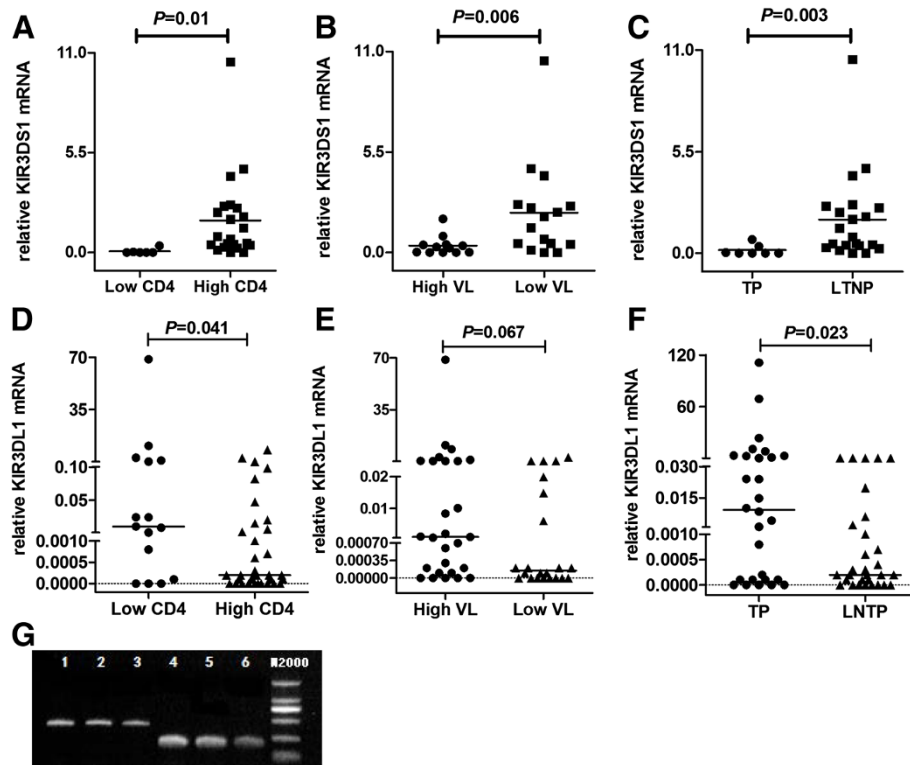 A
P=0.01
relative KIR3DS1 mRNA
11.0
5.5
0.0
Low CD4 High CD4
B
P=0.006
relative KIR3DS1 mRNA
11.0
5.5
0.0
High VL Low VL
C
P=0.003
relative KIR3DS1 mRNA
11.0
5.5
0.0
TP LTNP
D
P=0.041
relative KIR3DL1 mRNA
70
35
0.10
0.05
0.0010
0.0005
0.0000
Low CD4 High CD4
E
P=0.067
relative KIR3DL1 mRNA
70
35
0.02
0.01
0.00070
0.00035
0.00000
High VL Low VL
F
P=0.023
relative KIR3DL1 mRNA
120
60
0.030
0.015
0.0010
0.0005
0.0000
TP LNTP
G
1 2 3 4 5 6